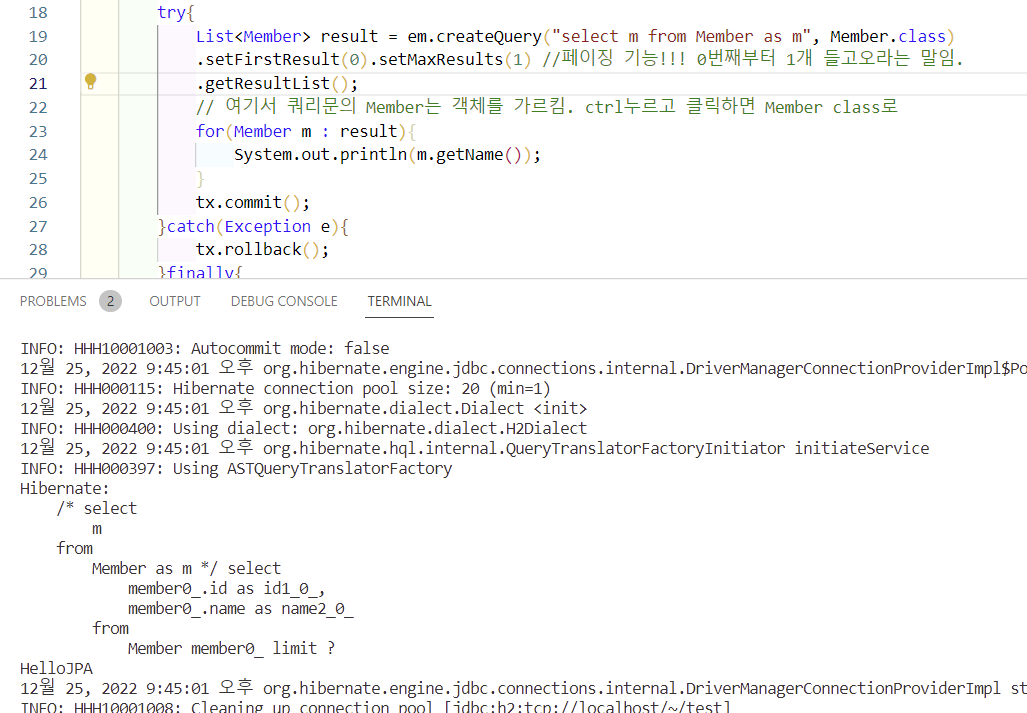 18 try{
19 List<Member> result = em.createQuery("select m from Member as m", Member.class)
20 .setFirstResult(0).setMaxResults(1) //페이징 기능!!! 0번째부터 1개 들고오라는 말임.
21 .getResultList();
22 // 여기서 쿼리문의 Member는 객체를 가르킴. ctrl누르고 클릭하면 Member class로
23 for(Member m : result){
24 System.out.println(m.getName());
25 }
26 tx.commit();
27 }catch(Exception e){
28 tx.rollback();
29 }finally{
PROBLEMS 2 OUTPUT DEBUG CONSOLE TERMINAL
INFO: HHH10001003: Autocommit mode: false
12월 25, 2022 9:45:01 오후 org.hibernate.engine.jdbc.connections.internal.DriverManagerConnectionProviderImpl$Po
INFO: HHH000115: Hibernate connection pool size: 20 (min=1)
12월 25, 2022 9:45:01 오후 org.hibernate.dialect.Dialect <init>
INFO: HHH000400: Using dialect: org.hibernate.dialect.H2Dialect
12월 25, 2022 9:45:01 오후 org.hibernate.hql.internal.QueryTranslatorFactoryInitiator initiateService
INFO: HHH000397: Using ASTQueryTranslatorFactory
Hibernate:
/* select
m
from
Member as m */ select
member0_.id as id1_0_,
member0_.name as name2_0_
from
Member member0_ limit ?
HelloJPA
12월 25, 2022 9:45:01 오후 org.hibernate.engine.jdbc.connections.internal.DriverManagerConnectionProviderImpl st
INFO: HHH10001008: Cleaning up connection pool [jdbc:h2:tcp://localhost/~/test]